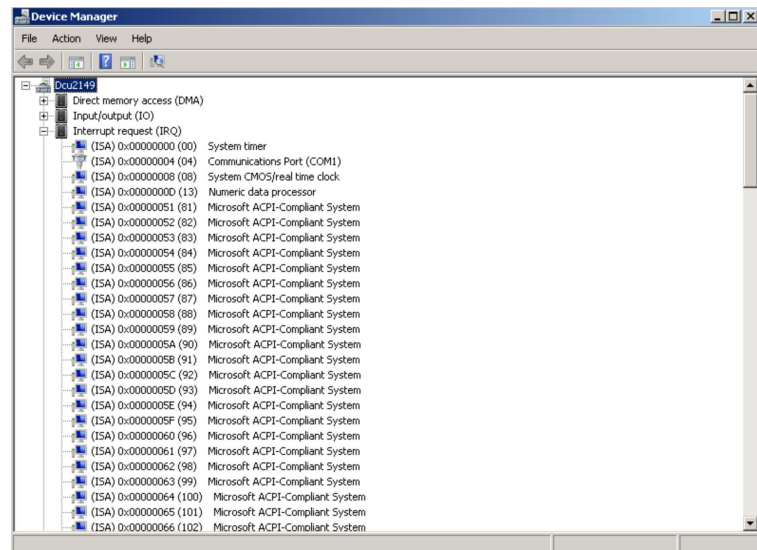 Device Manager
File Action View Help
Dcu2149
Direct memory access (DMA)
Input/output (IO)
Interrupt request (IRQ)
(ISA) 0x00000000 (00) System timer
(ISA) 0x00000004 (04) Communications Port (COM1)
(ISA) 0x00000008 (08) System CMOS/real time clock
(ISA) 0x0000000D (13) Numeric data processor
(ISA) 0x00000051 (81) Microsoft ACPI-Compliant System
(ISA) 0x00000052 (82) Microsoft ACPI-Compliant System
(ISA) 0x00000053 (83) Microsoft ACPI-Compliant System
(ISA) 0x00000054 (84) Microsoft ACPI-Compliant System
(ISA) 0x00000055 (85) Microsoft ACPI-Compliant System
(ISA) 0x00000056 (86) Microsoft ACPI-Compliant System
(ISA) 0x00000057 (87) Microsoft ACPI-Compliant System
(ISA) 0x00000058 (88) Microsoft ACPI-Compliant System
(ISA) 0x00000059 (89) Microsoft ACPI-Compliant System
(ISA) 0x0000005A (90) Microsoft ACPI-Compliant System
(ISA) 0x0000005B (91) Microsoft ACPI-Compliant System
(ISA) 0x0000005C (92) Microsoft ACPI-Compliant System
(ISA) 0x0000005D (93) Microsoft ACPI-Compliant System
(ISA) 0x0000005E (94) Microsoft ACPI-Compliant System
(ISA) 0x0000005F (95) Microsoft ACPI-Compliant System
(ISA) 0x00000060 (96) Microsoft ACPI-Compliant System
(ISA) 0x00000061 (97) Microsoft ACPI-Compliant System
(ISA) 0x00000062 (98) Microsoft ACPI-Compliant System
(ISA) 0x00000063 (99) Microsoft ACPI-Compliant System
(ISA) 0x00000064 (100) Microsoft ACPI-Compliant System
(ISA) 0x00000065 (101) Microsoft ACPI-Compliant System
(ISA) 0x00000066 (102) Microsoft ACPI-Compliant System